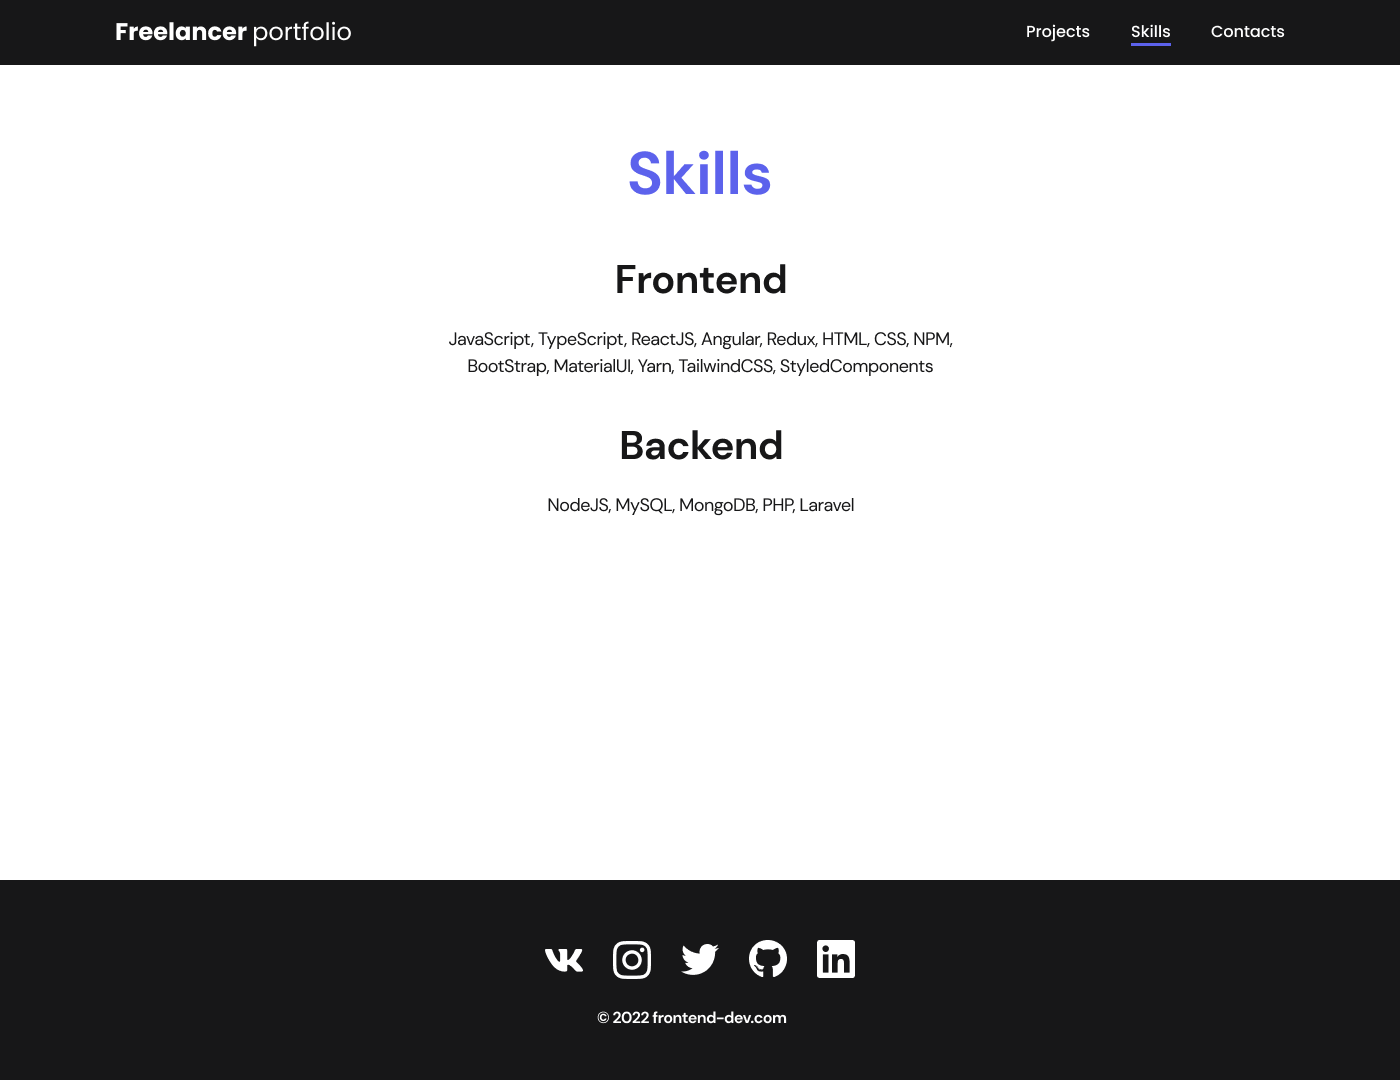 Freelancer portfolio
Projects
Skills
Contacts
Skills
Frontend
JavaScript, TypeScript, ReactJS, Angular, Redux, HTML, CSS, NPM,
BootStrap, MaterialUI, Yarn, TailwindCSS, StyledComponents
Backend
NodeJS, MySQL, MongoDB, PHP, Laravel
© 2022 frontend-dev.com